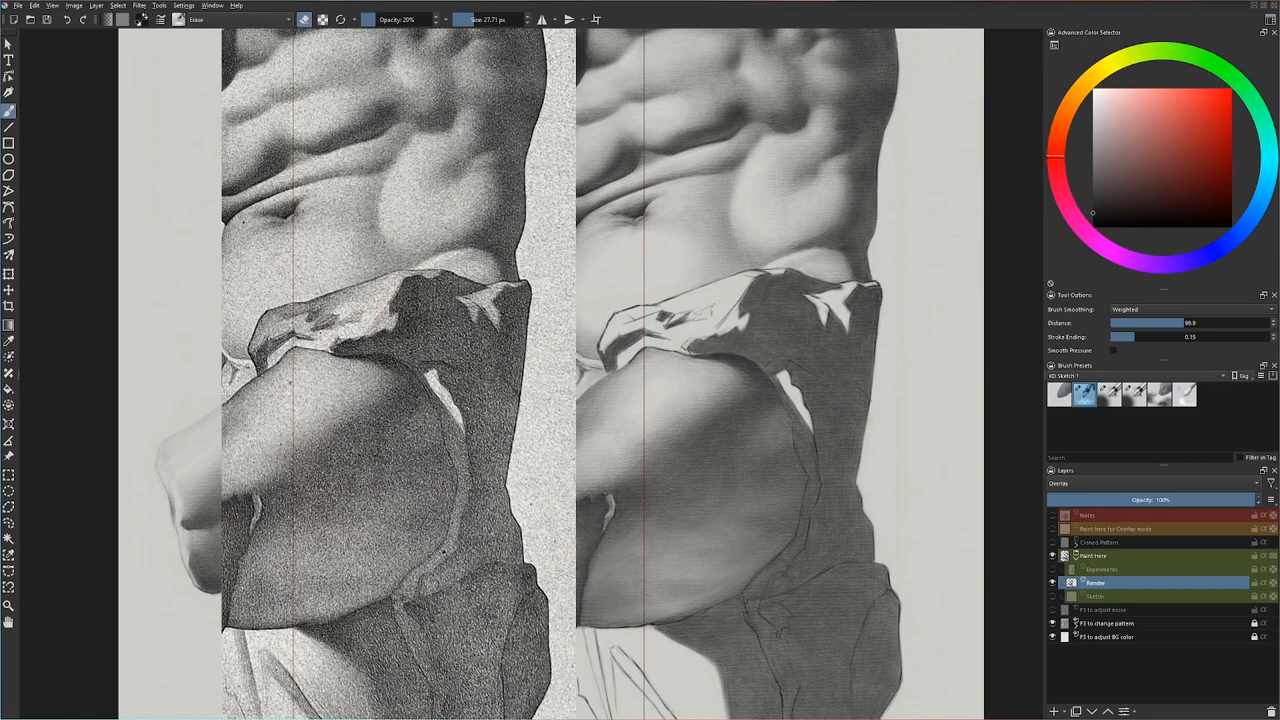 File Edit View Image Layer Select Filter Tools Settings Window Help
Erase Opacity: 20% Size: 27.71 px
Advanced Color Selector
Tool Options
Brush Smoothing: Weighted
Distance: 99.9
Stroke Ending: 0.15
Smooth Pressure:
Brush Presets
KD Sketch 1 Tag
Search Filter in Tag
Layers
Overlay
Opacity: 100%
Notes
Paint here for Overlay mode
Cloned Pattern
Paint Here
Experiments
Render
Sketch
F3 to adjust noise
F3 to change pattern
F3 to adjust BG color